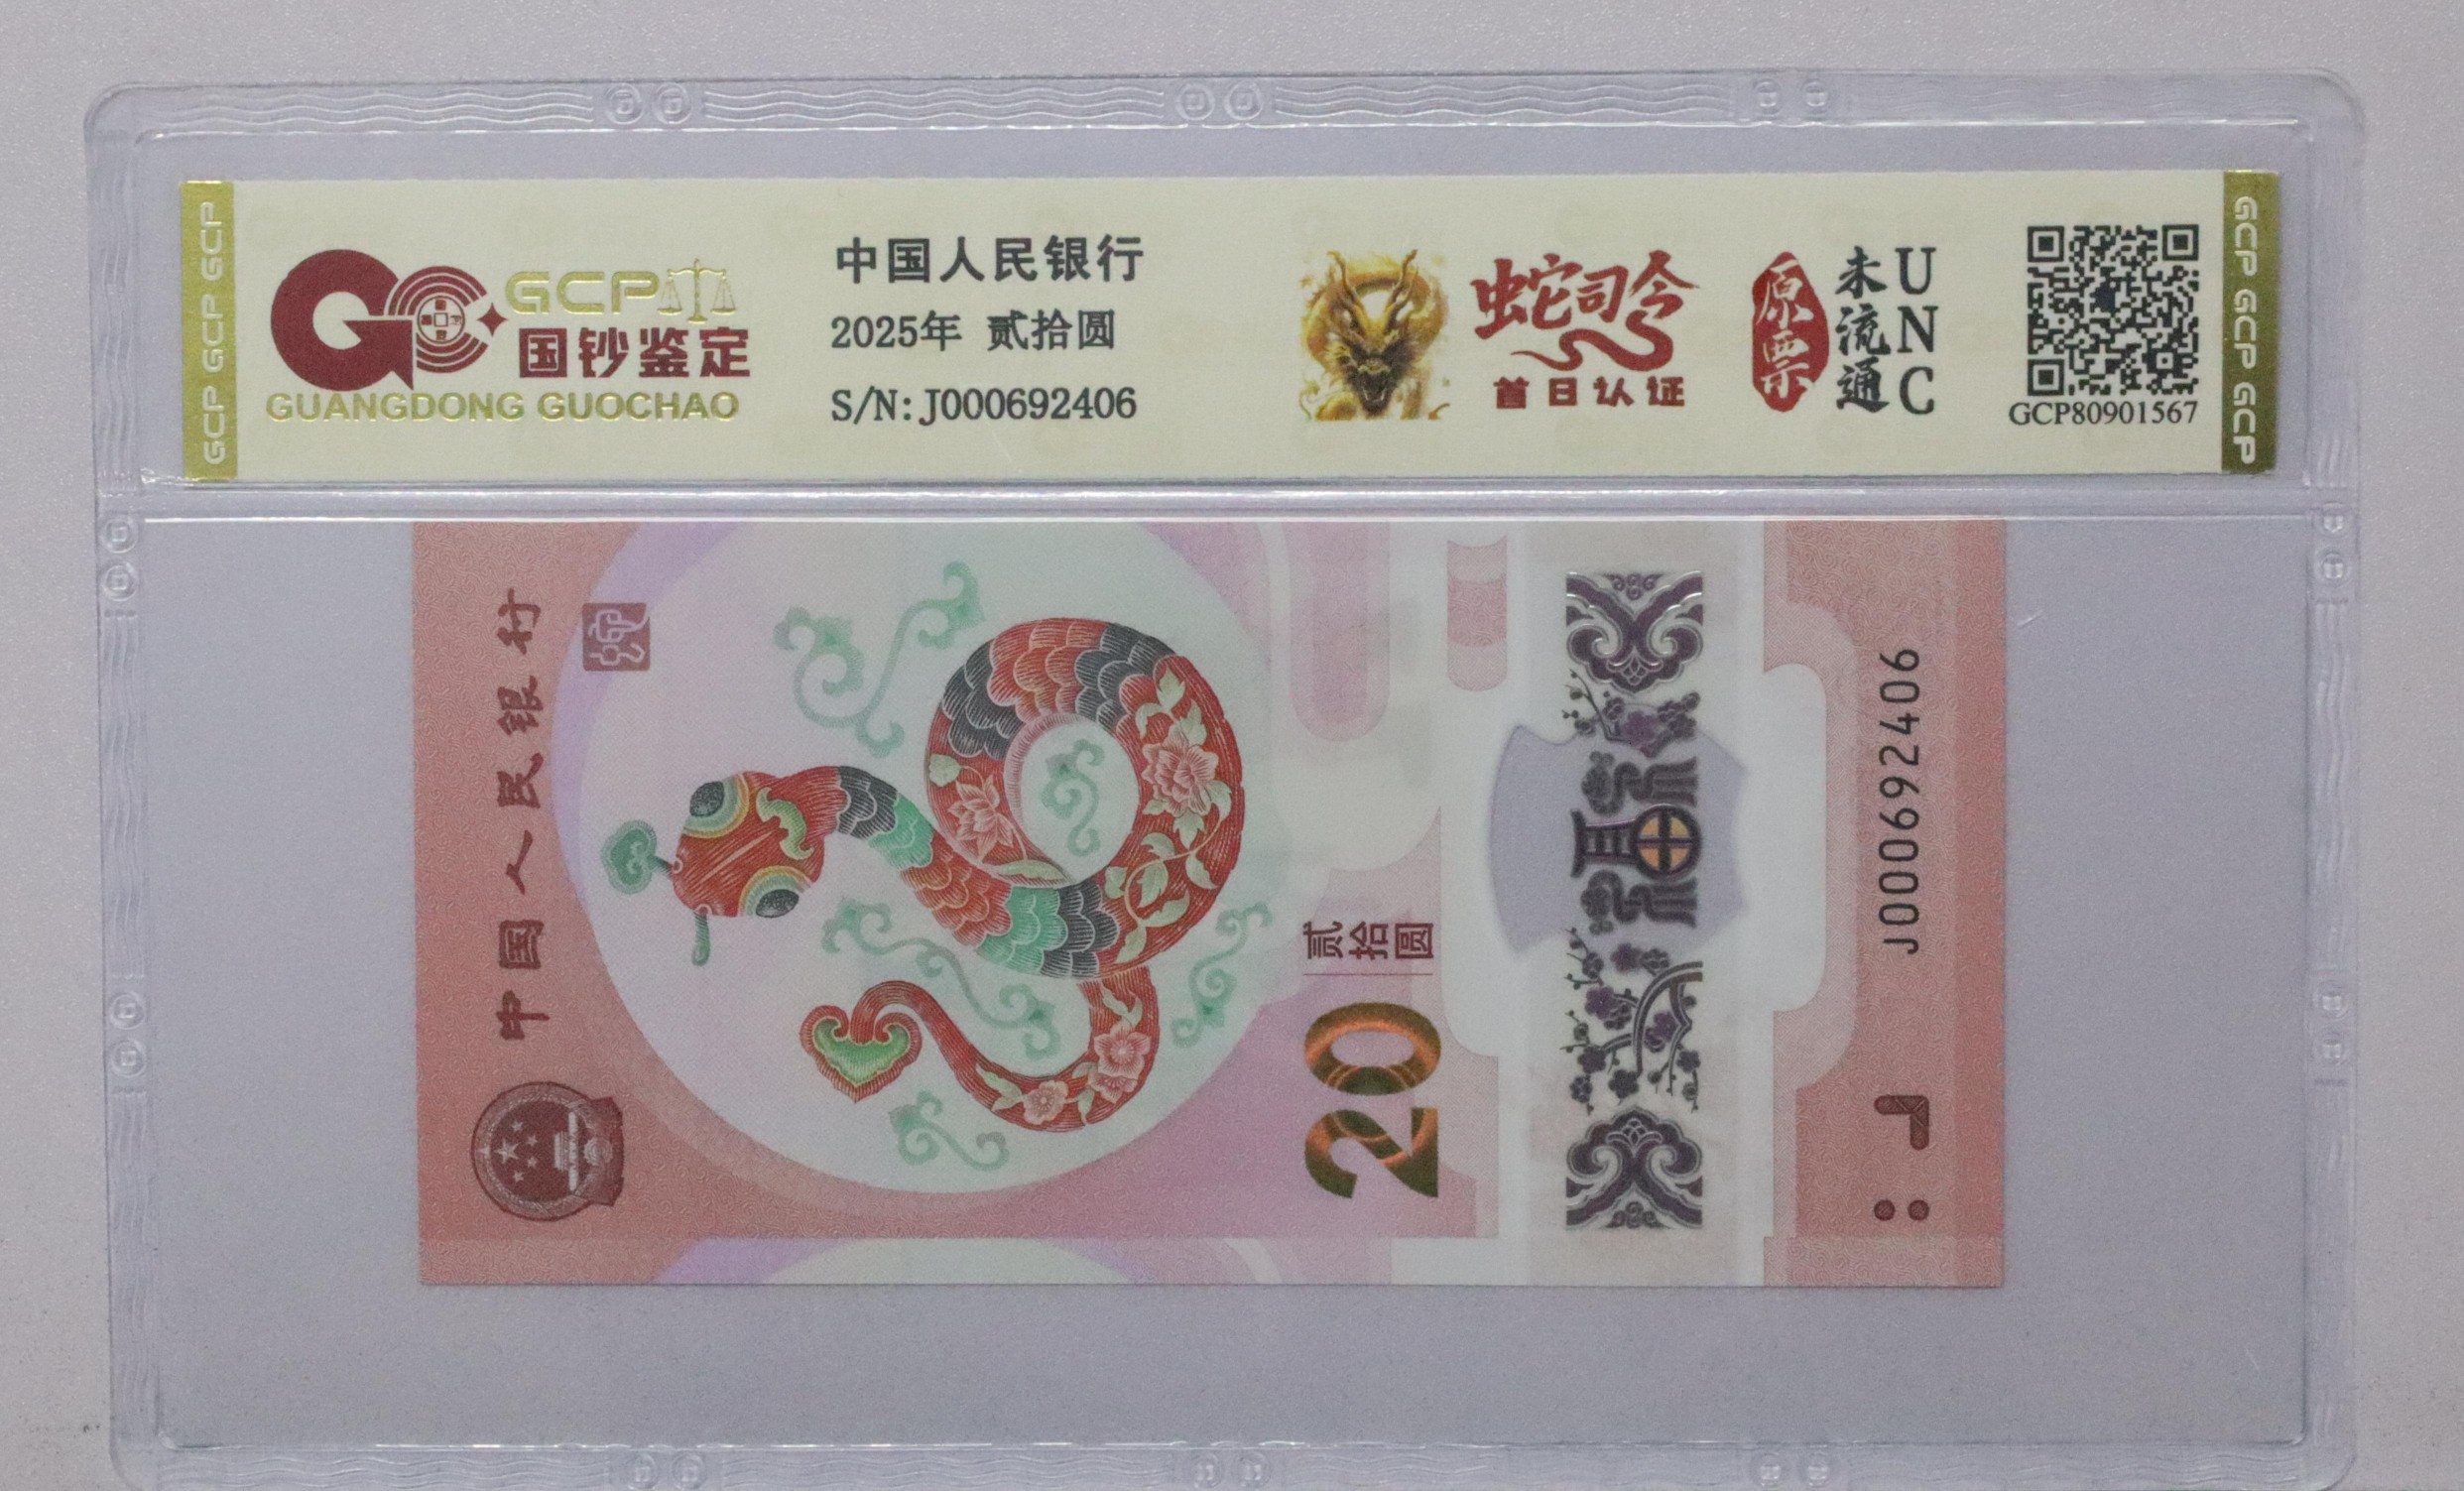 GCP GCP GCP
GCP
国钞鉴定
GUANGDONG GUOCHAO
中国人民银行
2025年 贰拾圆
S/N: J000692406
蛇司令
首日认证
原票
未流通
UNC
GCP80901567
GCP GCP GCP
中国人民银行
贰拾圆
20
福
J000692406